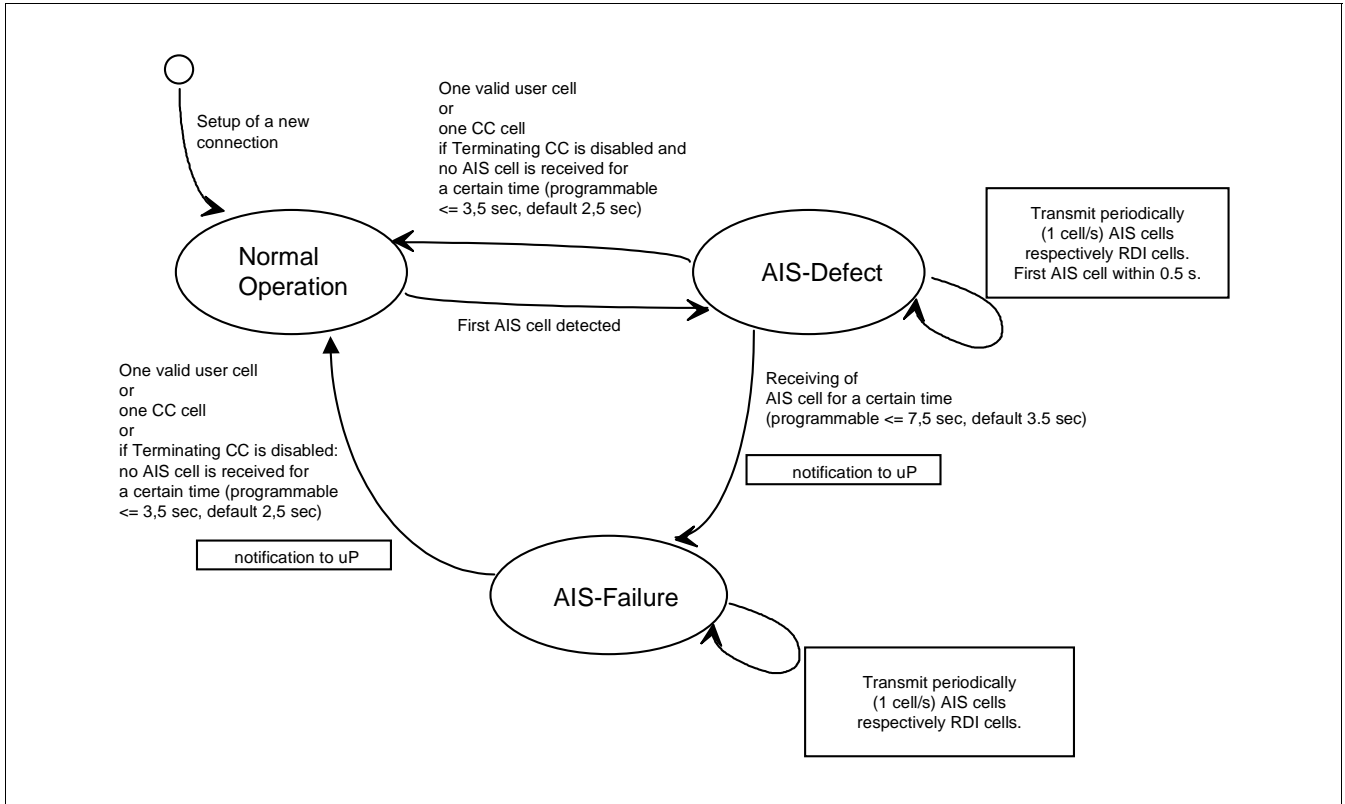 Setup of a new
connection
One valid user cell
or
one CC cell
if Terminating CC is disabled and
no AIS cell is received for
a certain time (programmable
<= 3,5 sec, default 2,5 sec)
Transmit periodically
(1 cell/s) AIS cells
respectively RDI cells.
First AIS cell within 0.5 s.
Normal
Operation
AIS-Defect
First AIS cell detected
One valid user cell
or
one CC cell
or
if Terminating CC is disabled:
no AIS cell is received for
a certain time (programmable
<= 3,5 sec, default 2,5 sec)
notification to uP
Receiving of
AIS cell for a certain time
(programmable <= 7,5 sec, default 3.5 sec)
notification to uP
AIS-Failure
Transmit periodically
(1 cell/s) AIS cells
respectively RDI cells.